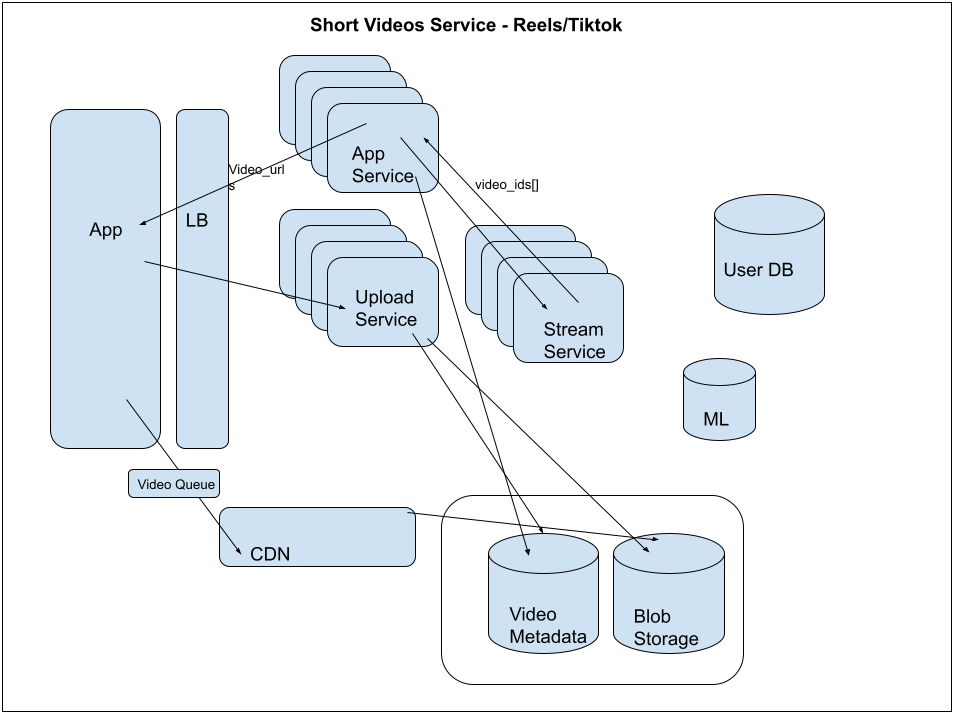 Short Videos Service - Reels/Tiktok
App
Service
Video_url
s
video_ids[]
App
LB
User DB
Upload
Service
Stream
Service
ML
Video Queue
CDN
Video
Metadata
Blob
Storage